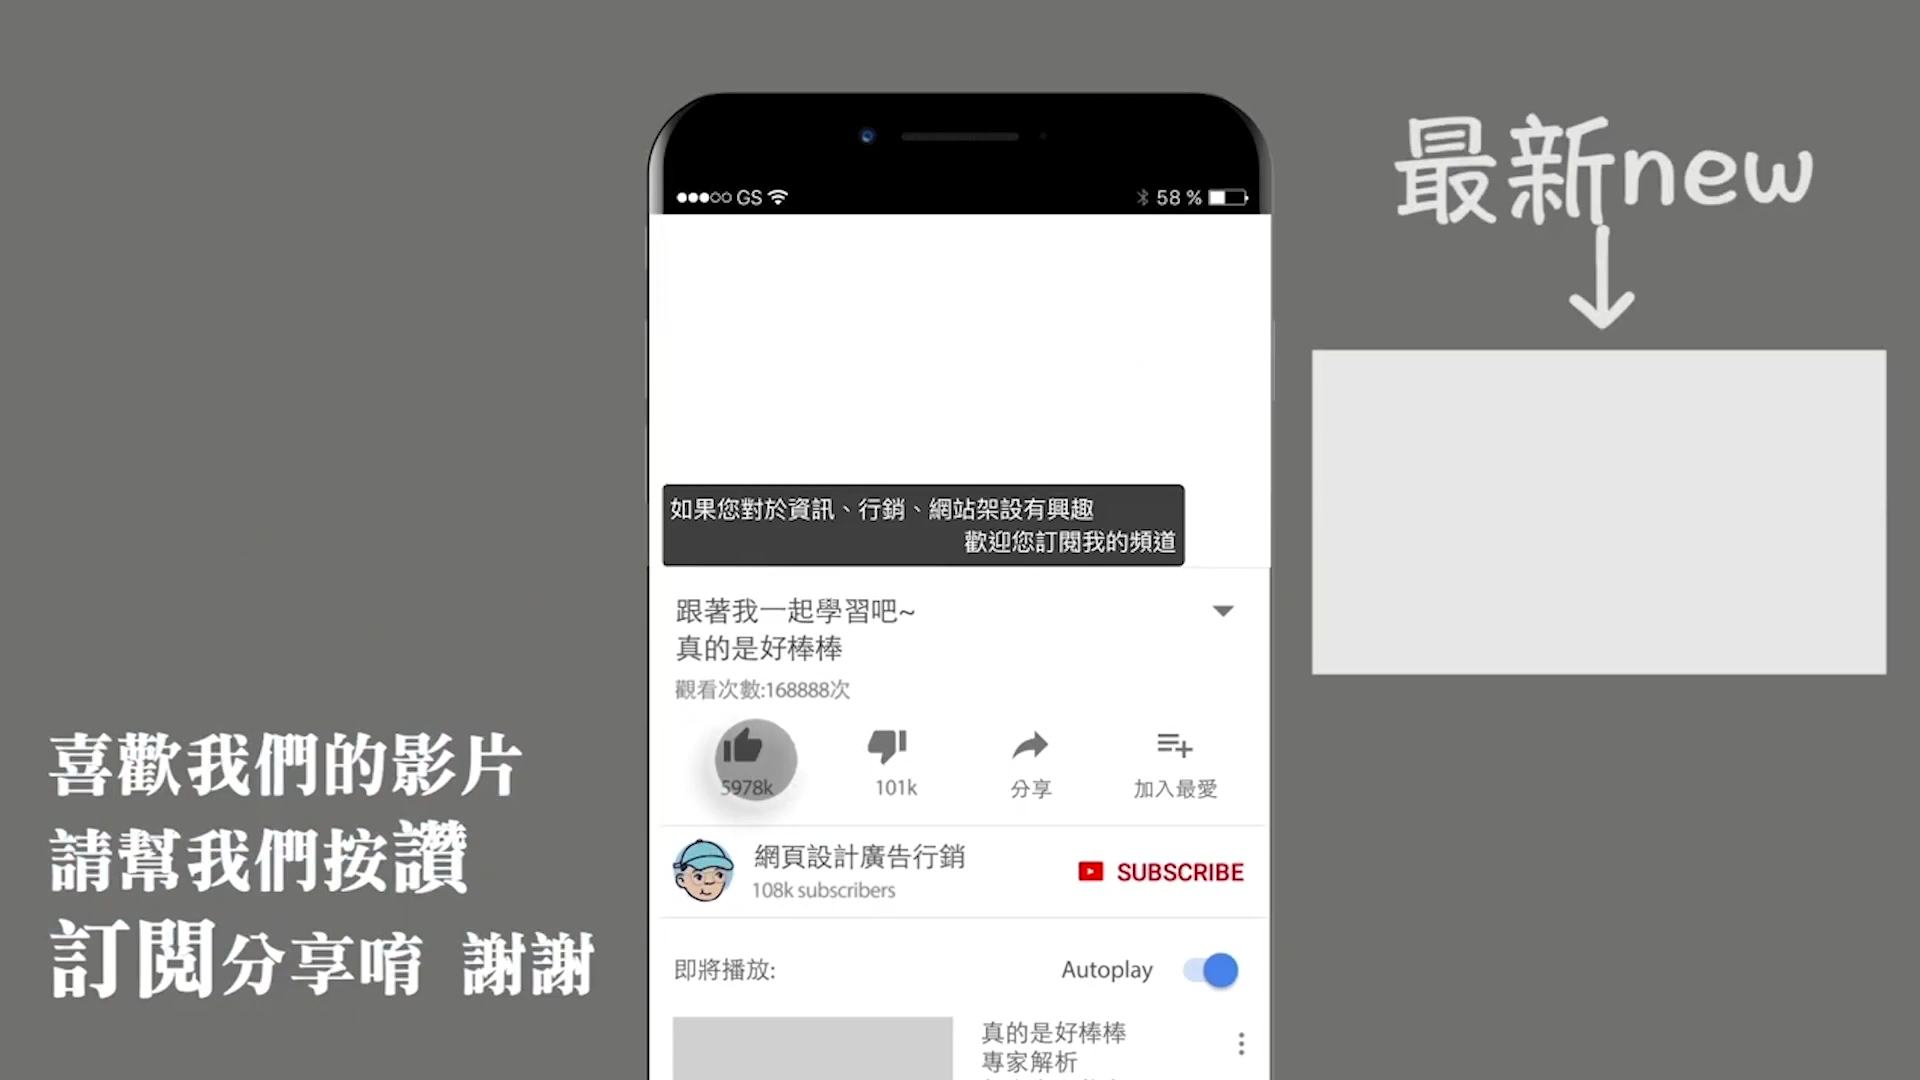 最新new
GS
58 %
如果您對於資訊、行銷、網站架設有興趣
歡迎您訂閱我的頻道
跟著我一起學習吧~
真的是好棒棒
觀看次數:168888次
5978k
101k
分享
加入最愛
網頁設計廣告行銷
108k subscribers
SUBSCRIBE
即將播放:
Autoplay
真的是好棒棒
專家解析
喜歡我們的影片
請幫我們按讚
訂閱分享唷 謝謝